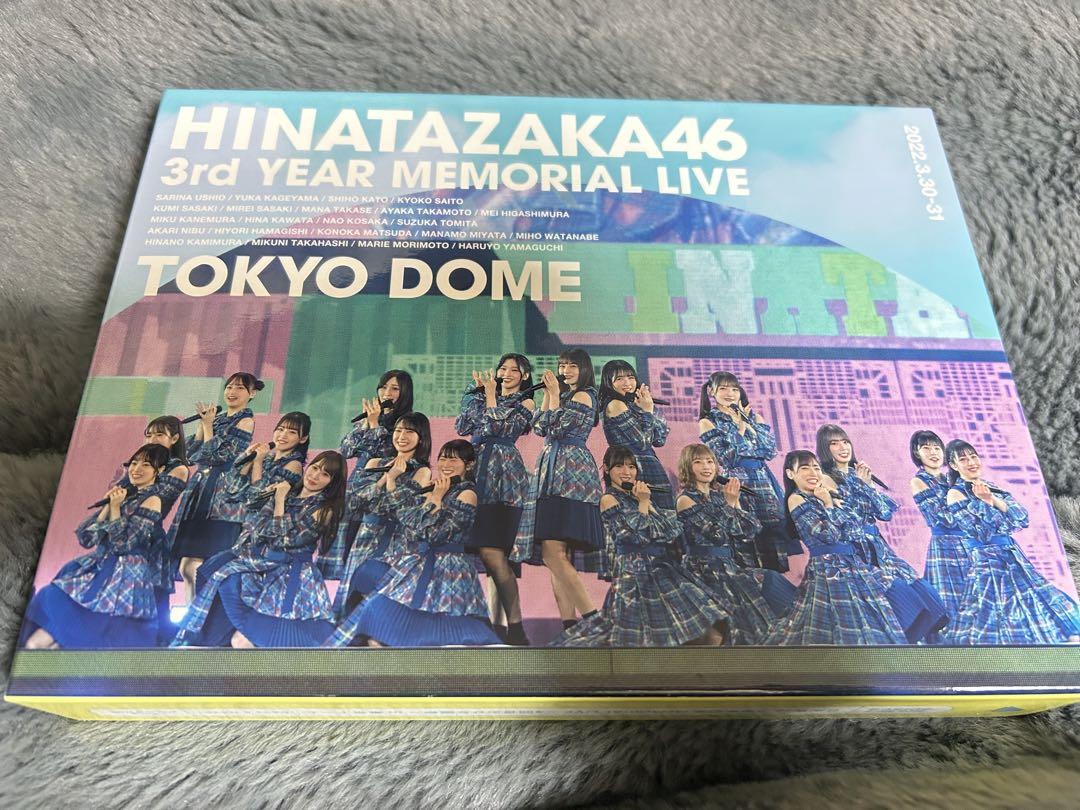 HINATAZAKA46
3rd YEAR MEMORIAL LIVE
SARINA USHIO / YUKA KAGEYAMA / SHIHO KATO / KYOKO SAITO
KUMI SASAKI / MIREI SASAKI / MANA TAKASE / AYAKA TAKAMOTO / MEI HIGASHIMURA
MIKU KANEMURA / HINA KAWATA / NAO KOSAKA / SUZUKA TOMITA
AKARI NIBU / HIYORI HAMAGISHI / KONOKA MATSUDA / MANAMO MIYATA / MIHO WATANABE
HINANO KAMIMURA / MIKUNI TAKAHASHI / MARIE MORIMOTO / HARUYO YAMAGUCHI
TOKYO DOME
2022.3.30-31
INATA